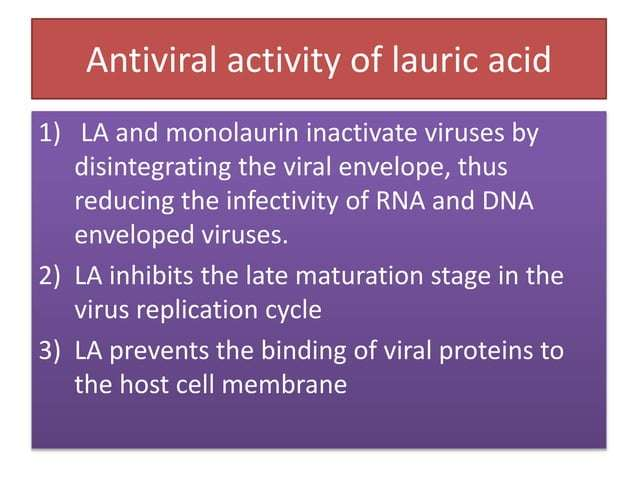 Antiviral activity of lauric acid
1) LA and monolaurin inactivate viruses by
disintegrating the viral envelope, thus
reducing the infectivity of RNA and DNA
enveloped viruses.
2) LA inhibits the late maturation stage in the
virus replication cycle
3) LA prevents the binding of viral proteins to
the host cell membrane